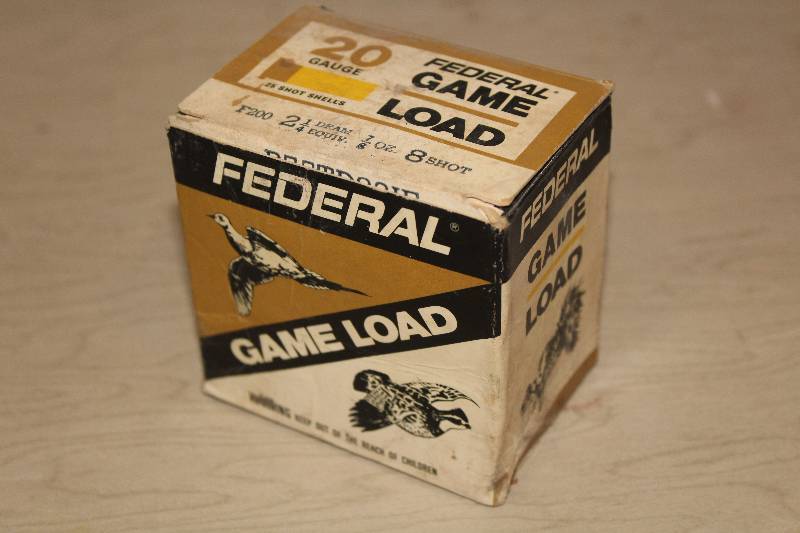 20
GAUGE
25 SHOT SHELLS
FEDERAL®
GAME
LOAD
F200 2 1/4 DRAM EQUIV. 7/8 OZ. 8 SHOT
FEDERAL®
GAME LOAD
WARNING KEEP OUT OF THE REACH OF CHILDREN
FEDERAL
GAME
LOAD